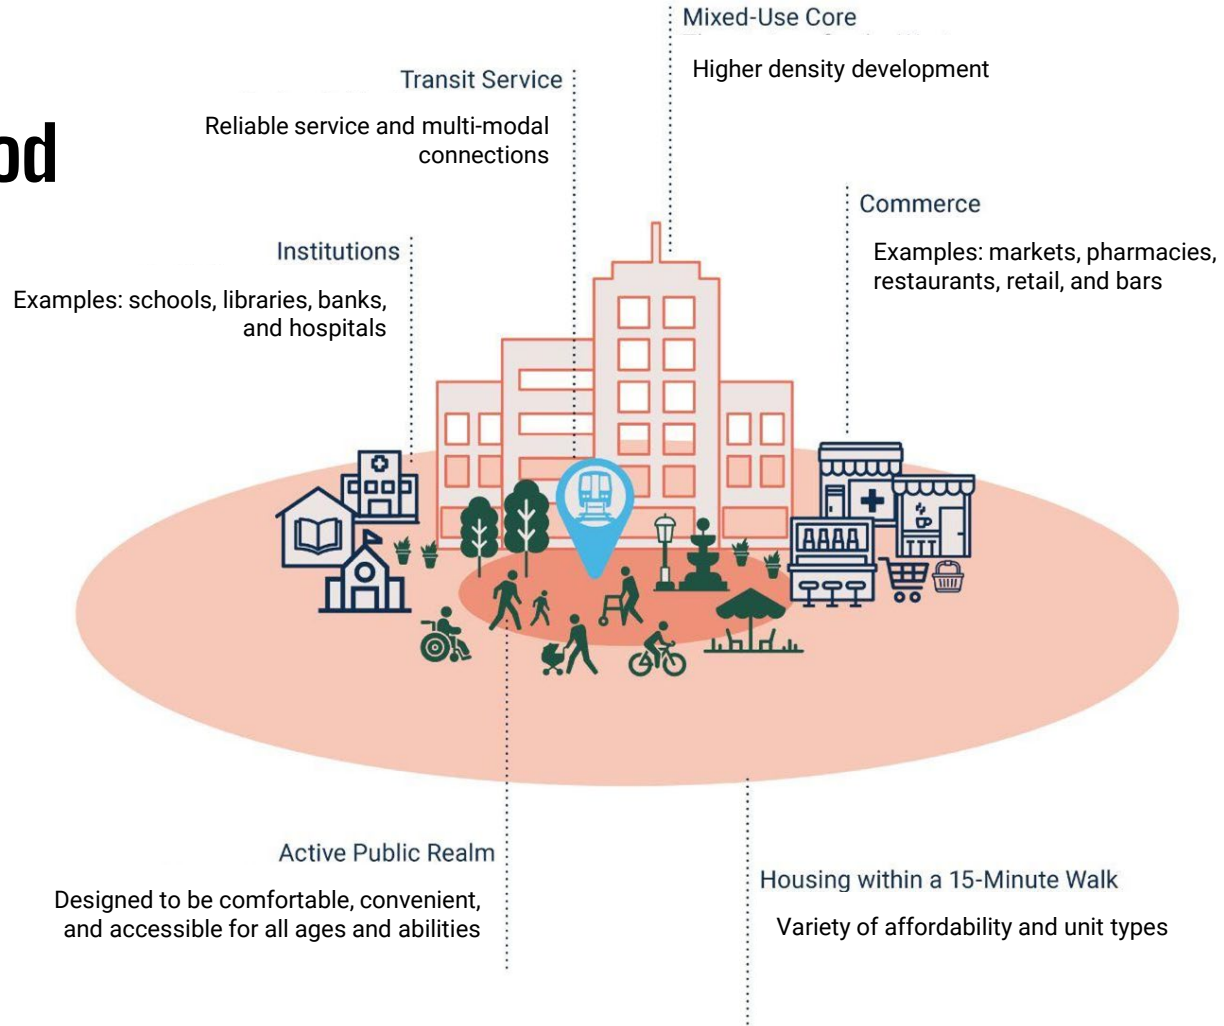 od
Mixed-Use Core
Higher density development
Transit Service
Reliable service and multi-modal
connections
Commerce
Examples: markets, pharmacies,
restaurants, retail, and bars
Institutions
Examples: schools, libraries, banks,
and hospitals
Active Public Realm
Designed to be comfortable, convenient,
and accessible for all ages and abilities
Housing within a 15-Minute Walk
Variety of affordability and unit types